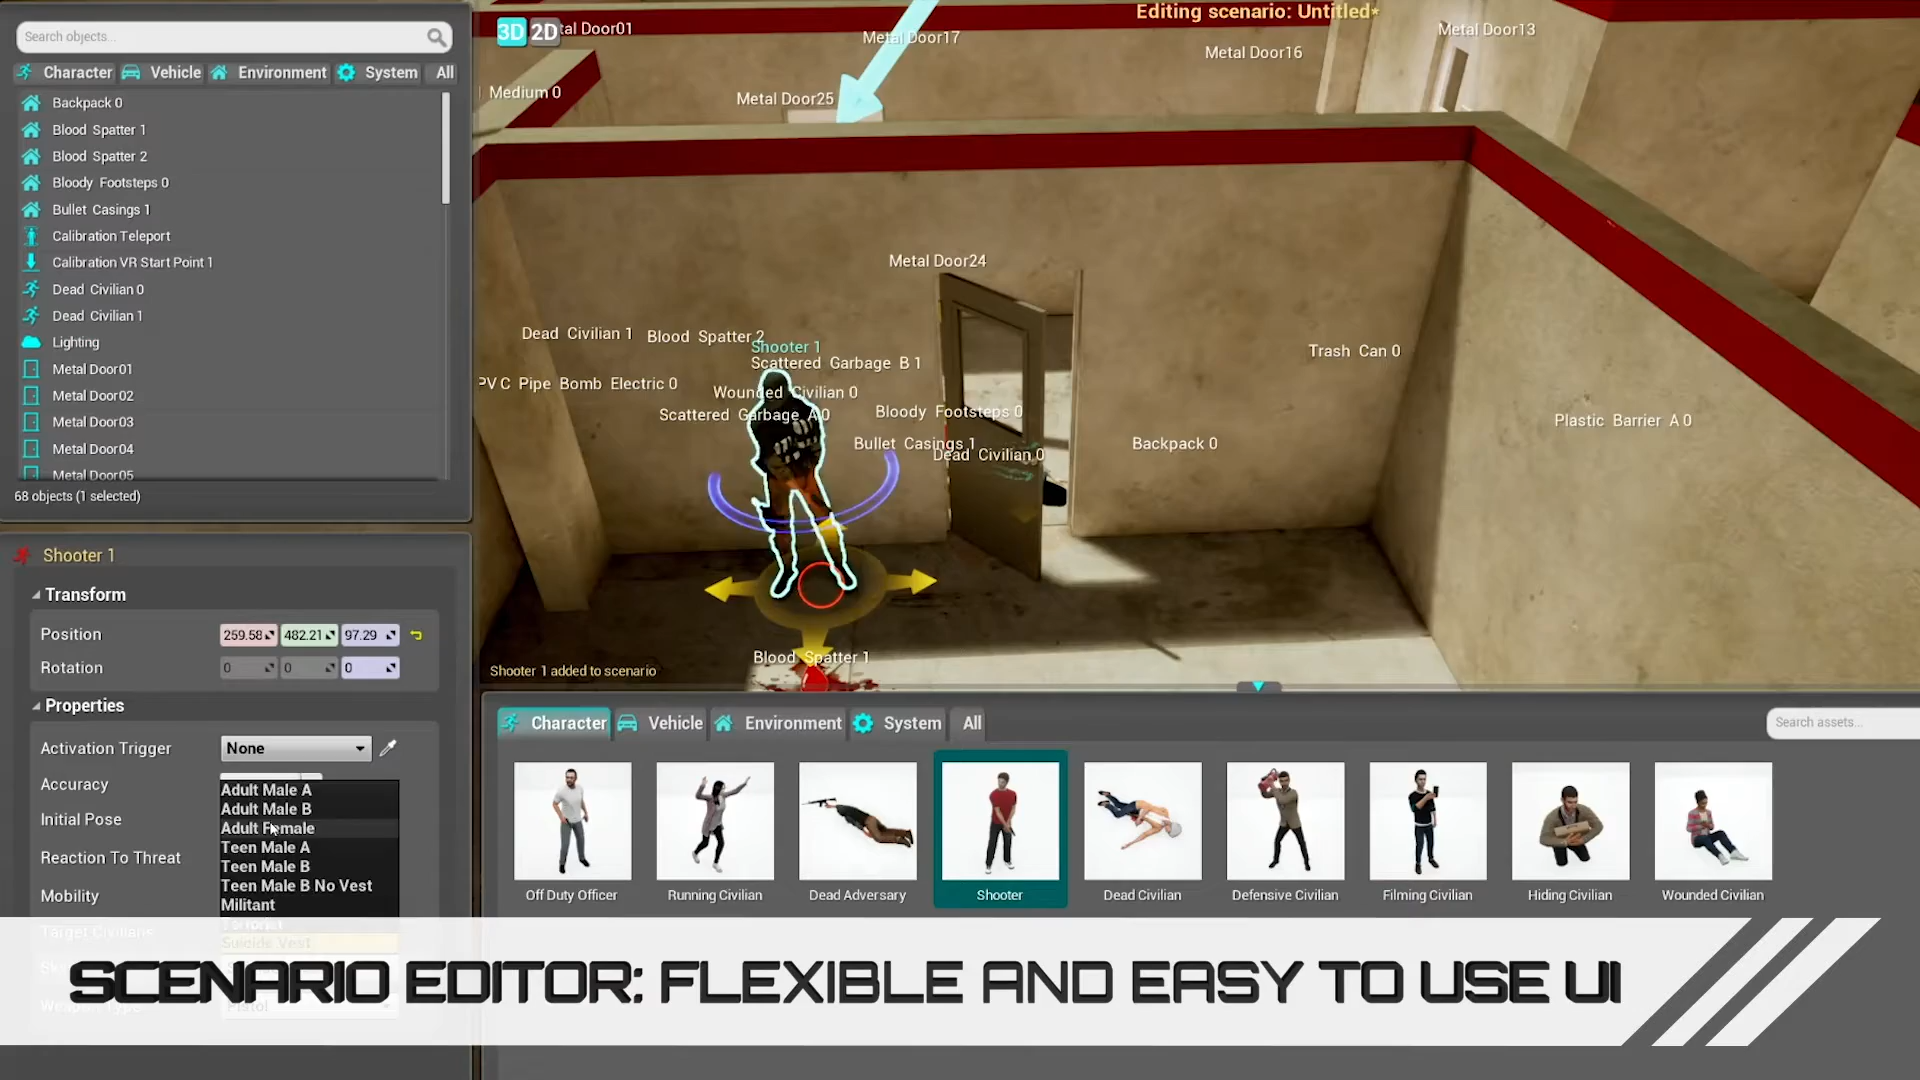 Search objects...
Character Vehicle Environment System All
Backpack 0
Blood Spatter 1
Blood Spatter 2
Bloody Footsteps 0
Bullet Casings 1
Calibration Teleport
Calibration VR Start Point 1
Dead Civilian 0
Dead Civilian 1
Lighting
Metal Door01
Metal Door02
Metal Door03
Metal Door04
Metal Door05
68 objects (1 selected)
Shooter 1
Transform
Position 259.58 482.21 97.29
Rotation 0 0 0
Properties
Activation Trigger None
Accuracy
Initial Pose
Reaction To Threat
Mobility
Target Civilians
Adult Male A
Adult Male B
Adult Female
Teen Male A
Teen Male B
Teen Male B No Vest
Militant
Suicide Vest
Weapon Type Pistol
3D 2D
Editing scenario: Untitled*
tal Door01
Metal Door17
Metal Door16
Metal Door13
Medium 0
Metal Door25
Metal Door24
Dead Civilian 1
Blood Spatter 2
Shooter 1
Scattered Garbage B 1
Trash Can 0
PVC Pipe Bomb Electric 0
Wounded Civilian 0
Scattered Garbage A 0
Bloody Footsteps 0
Plastic Barrier A 0
Bullet Casings 1
Dead Civilian 0
Backpack 0
Blood Spatter 1
Shooter 1 added to scenario
Character Vehicle Environment System All
Search assets...
Off Duty Officer
Running Civilian
Dead Adversary
Shooter
Dead Civilian
Defensive Civilian
Filming Civilian
Hiding Civilian
Wounded Civilian
SCENARIO EDITOR: FLEXIBLE AND EASY TO USE UI